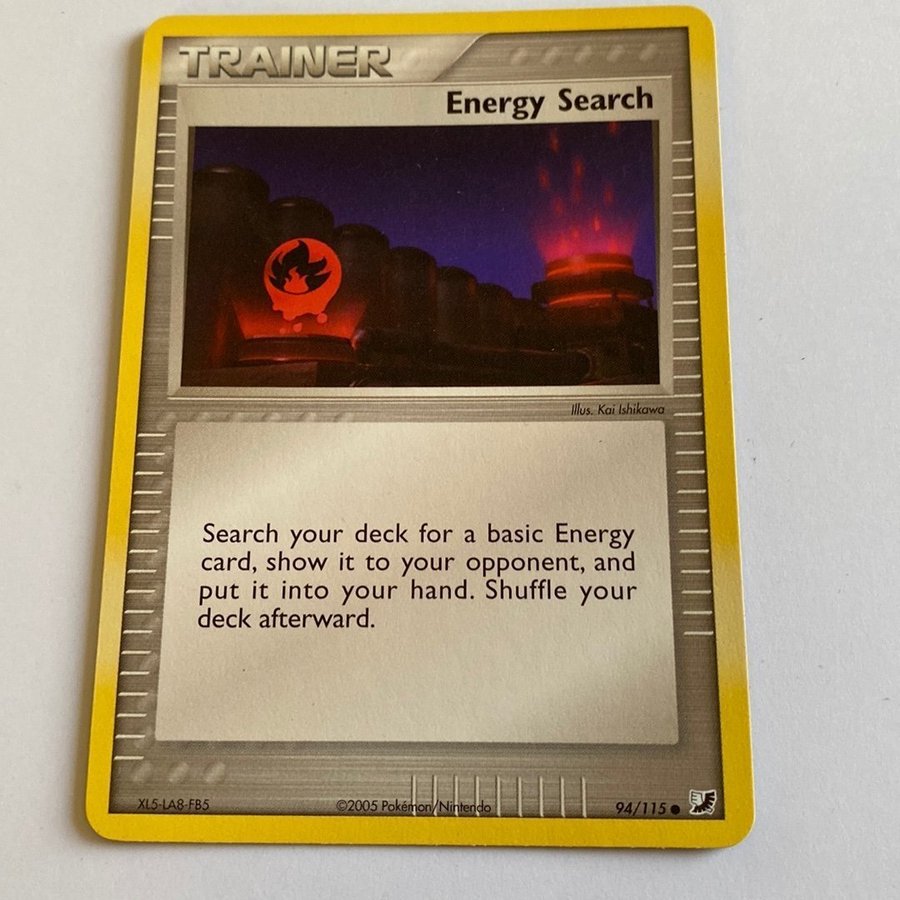 TRAINER
Energy Search
Illus. Kai Ishikawa
Search your deck for a basic Energy
card, show it to your opponent, and
put it into your hand. Shuffle your
deck afterward.
XL5-LA8-FB5
©2005 Pokémon/Nintendo
94/115 ●